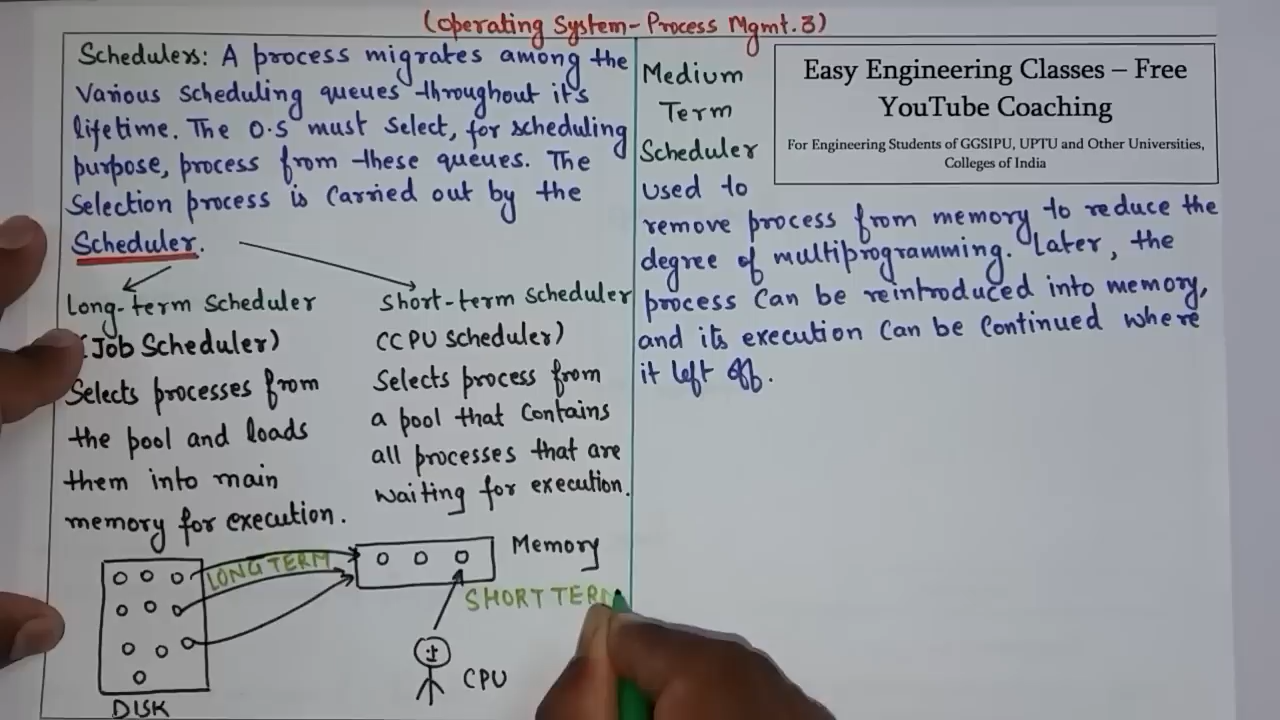 (Operating System- Process Mgmt.3)
Schedulers: A process migrates among the
Various scheduling queues throughout it's
lifetime. The O.S must select, for scheduling
purpose, process from these queues. The
Selection process is Carried out by the
Scheduler.
Long-term Scheduler
(Job Scheduler)
Selects processes from
the pool and loads
them into main
memory for execution.
Short-term Scheduler
CCPU Scheduler)
Selects process from
a pool that Contains
all processes that are
waiting for execution.
LONG TERM
Memory
SHORT TERM
CPU
DISK
Medium
Term
Scheduler
Used to
remove process from memory to reduce the
degree of multiprogramming. Later, the
process Can be reintroduced into memory,
and its execution Can be Continued where
it left off.
Easy Engineering Classes – Free
YouTube Coaching
For Engineering Students of GGSIPU, UPTU and Other Universities,
Colleges of India